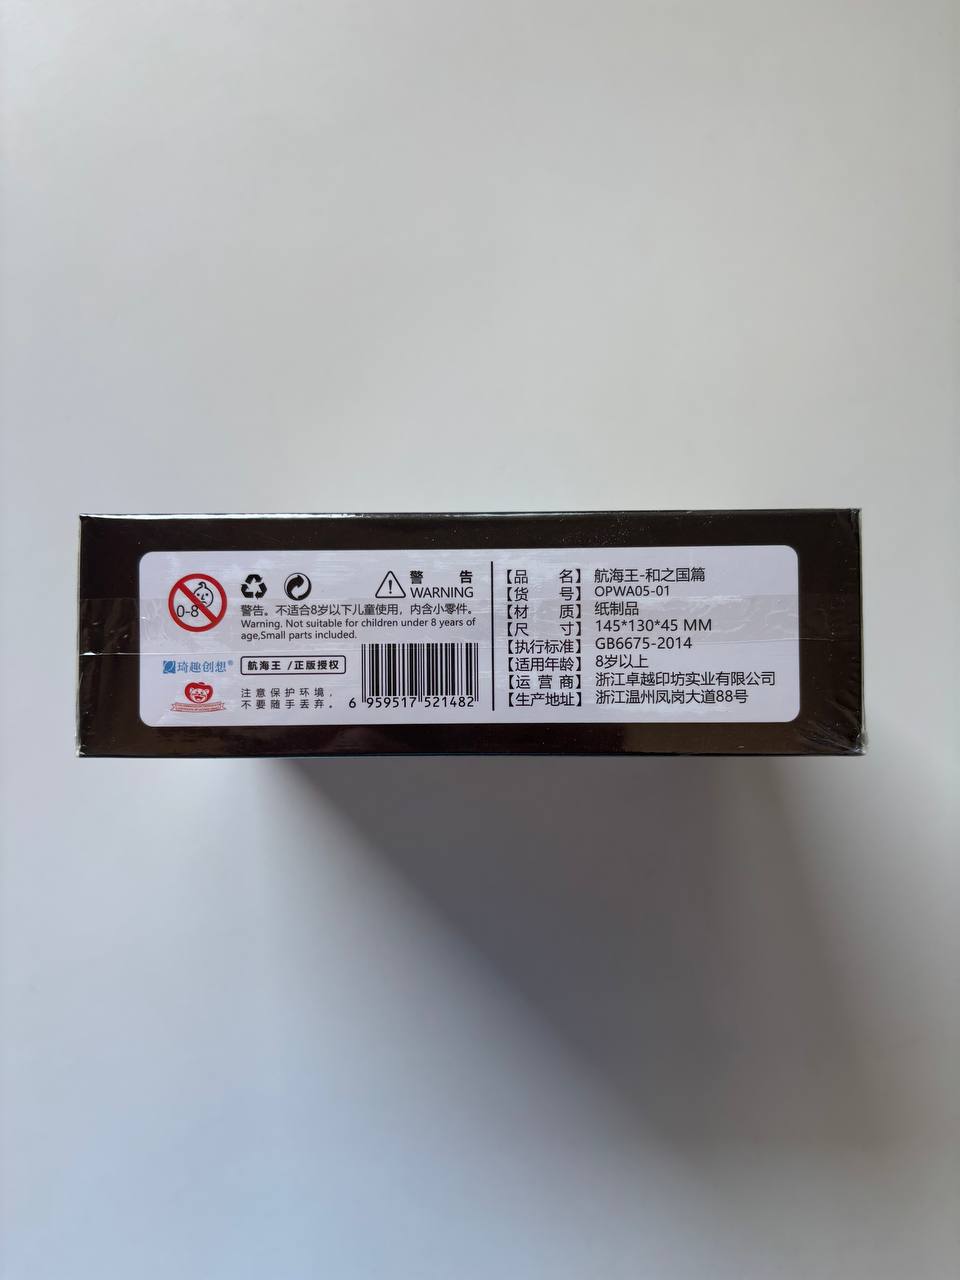 0-8
警 告
WARNING
警告。不适合8岁以下儿童使用，内含小零件。
Warning. Not suitable for children under 8 years of
age,Small parts included.
琦趣创想®
航海王 /正版授权
注意保护环境，
不要随手丢弃。
6 959517 521482
【品 名】 航海王-和之国篇
【货 号】 OPWA05-01
【材 质】 纸制品
【尺 寸】 145*130*45 MM
【执行标准】 GB6675-2014
【适用年龄】 8岁以上
【运 营 商】 浙江卓越印坊实业有限公司
【生产地址】 浙江温州凤岗大道88号